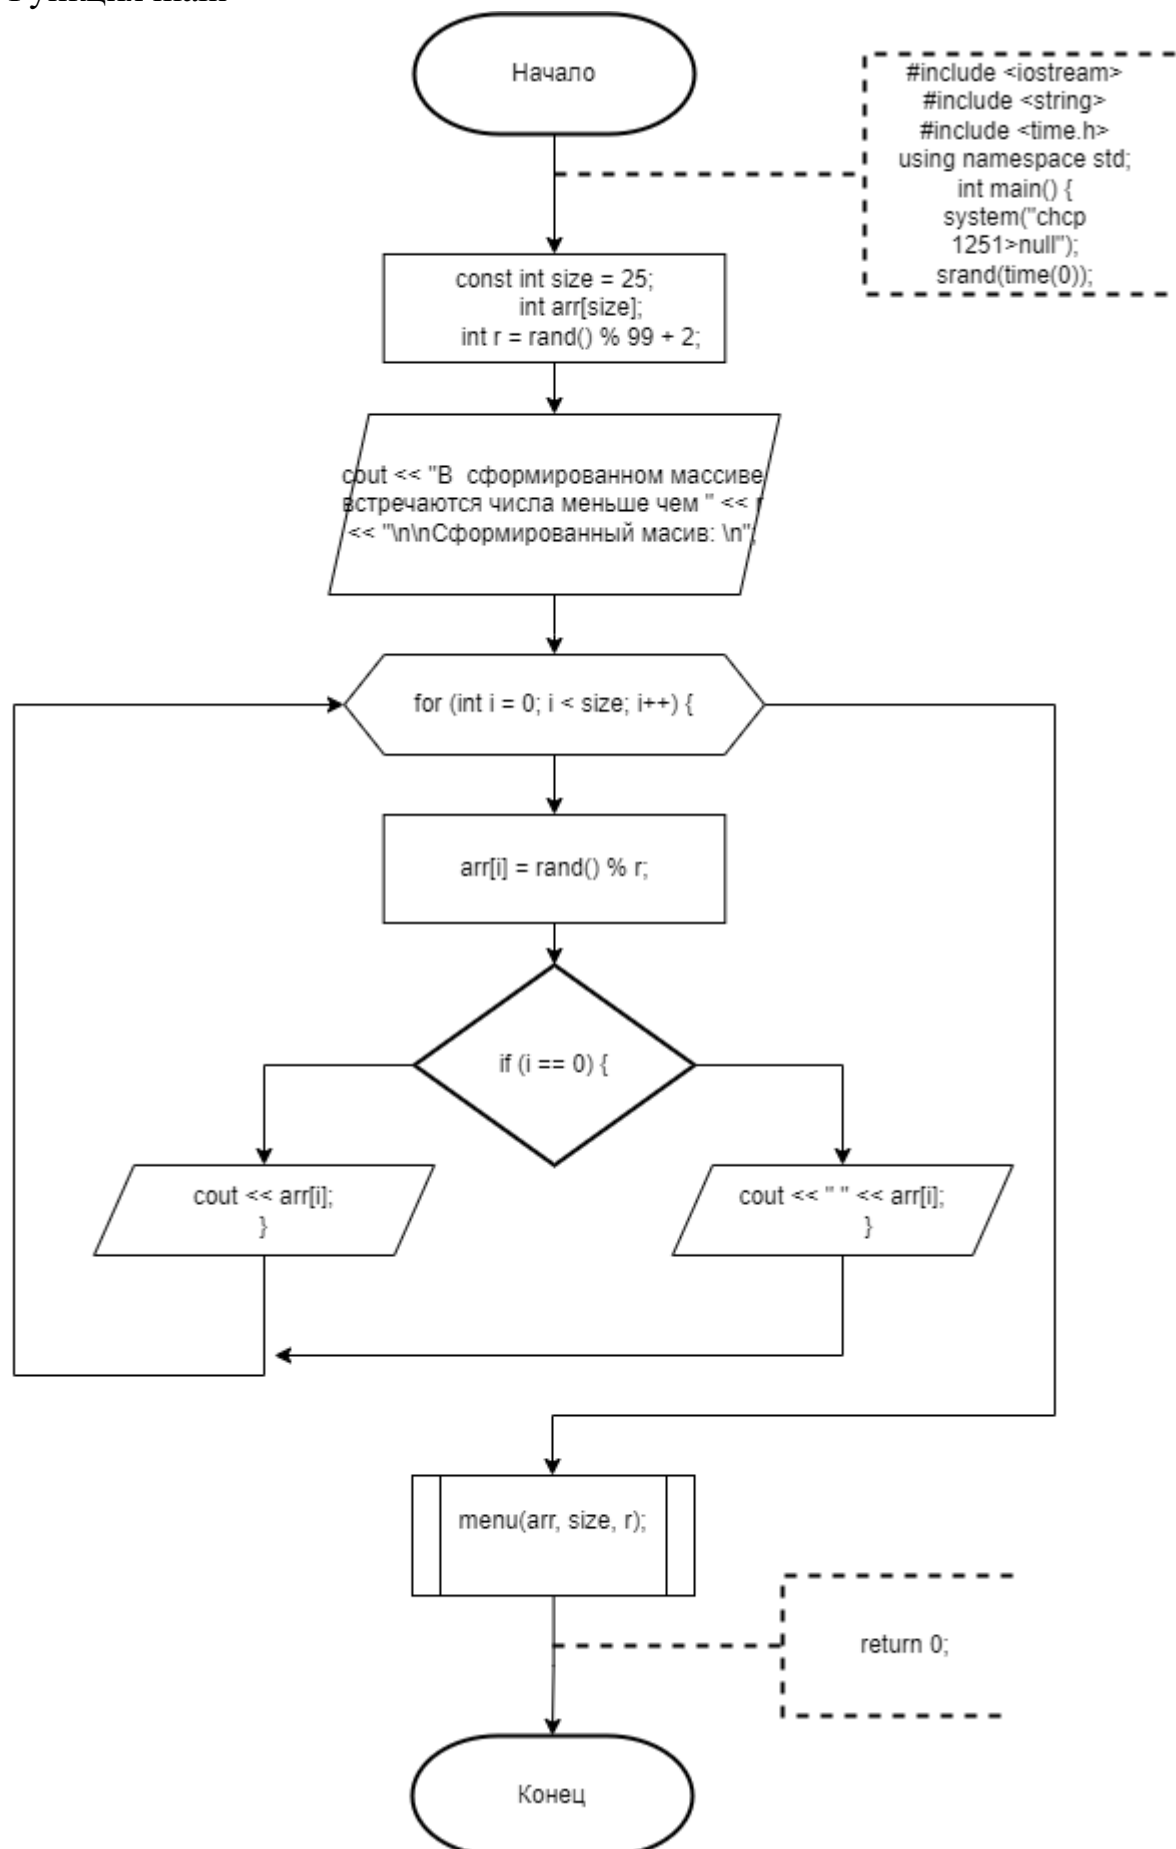 Функция main
Начало
#include <iostream>
#include <string>
#include <time.h>
using namespace std;
int main() {
system("chcp
1251>null");
srand(time(0));
const int size = 25;
int arr[size];
int r = rand() % 99 + 2;
cout << "В  сформированном массиве
встречаются числа меньше чем " << r
<< "\n\nСформированный масив: \n";
for (int i = 0; i < size; i++) {
arr[i] = rand() % r;
if (i == 0) {
cout << arr[i];
}
cout << " " << arr[i];
}
menu(arr, size, r);
return 0;
Конец